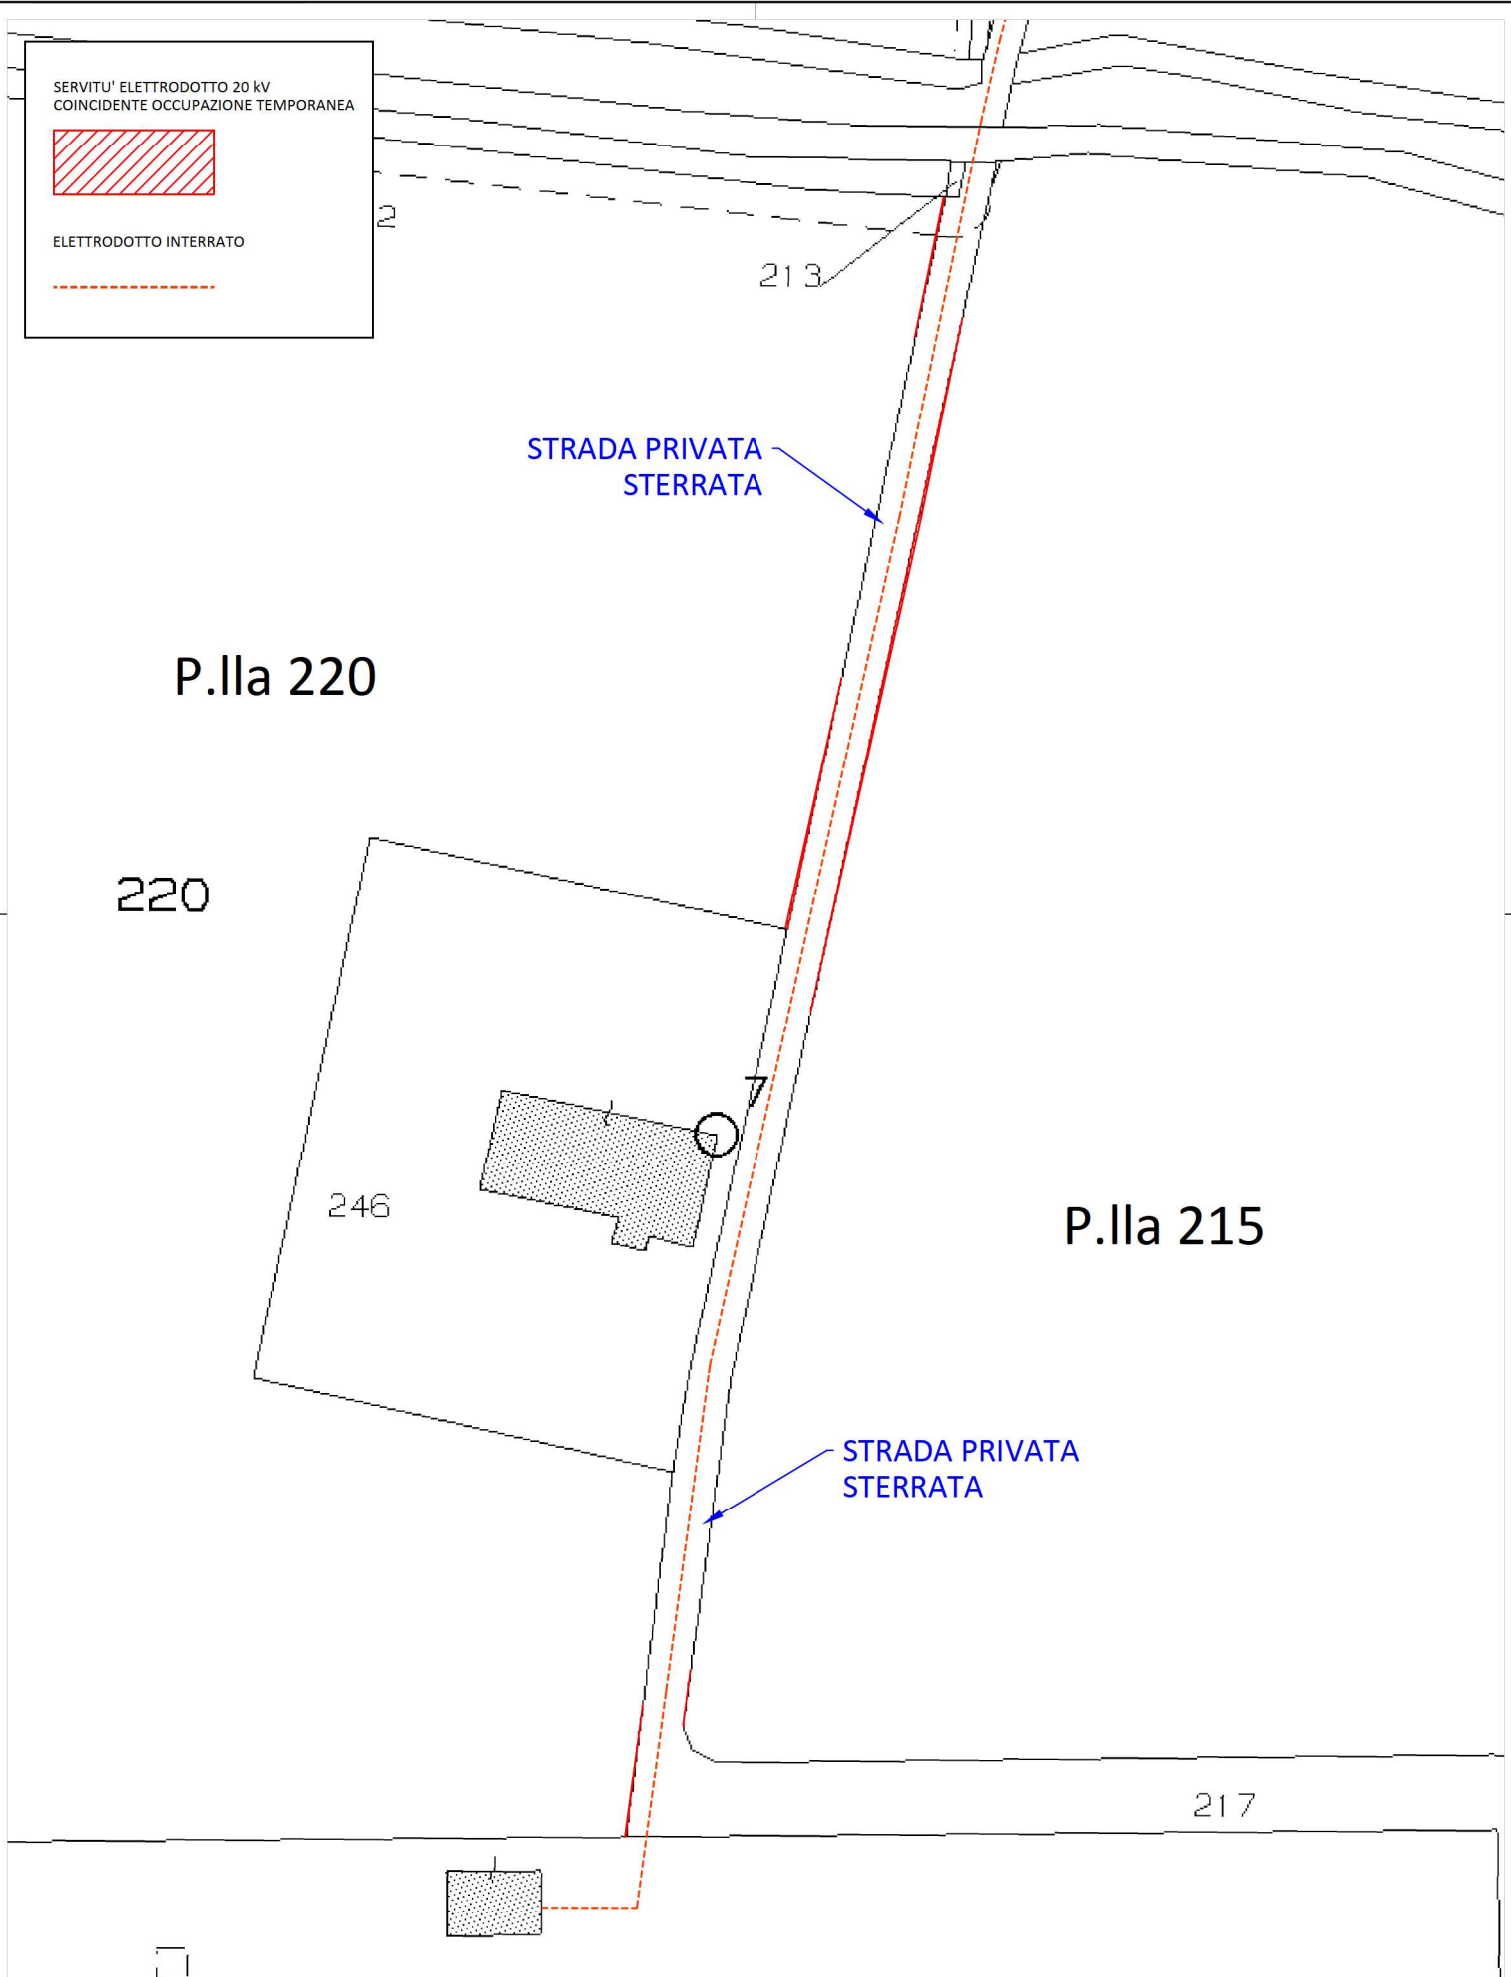 SERVITU' ELETTRODOTTO 20 kV
COINCIDENTE OCCUPAZIONE TEMPORANEA
ELETTRODOTTO INTERRATO
2
213
STRADA PRIVATA
STERRATA
P.lla 220
220
7
246
P.lla 215
STRADA PRIVATA
STERRATA
217